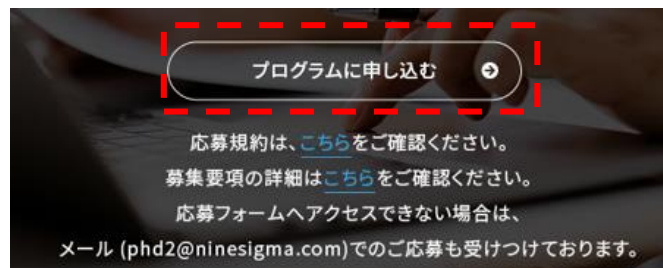 プログラムに申し込む
応募規約は、こちらをご確認ください。
募集要項の詳細はこちらをご確認ください。
応募フォームへアクセスできない場合は、
メール (phd2@ninesigma.com)でのご応募も受けつけております。